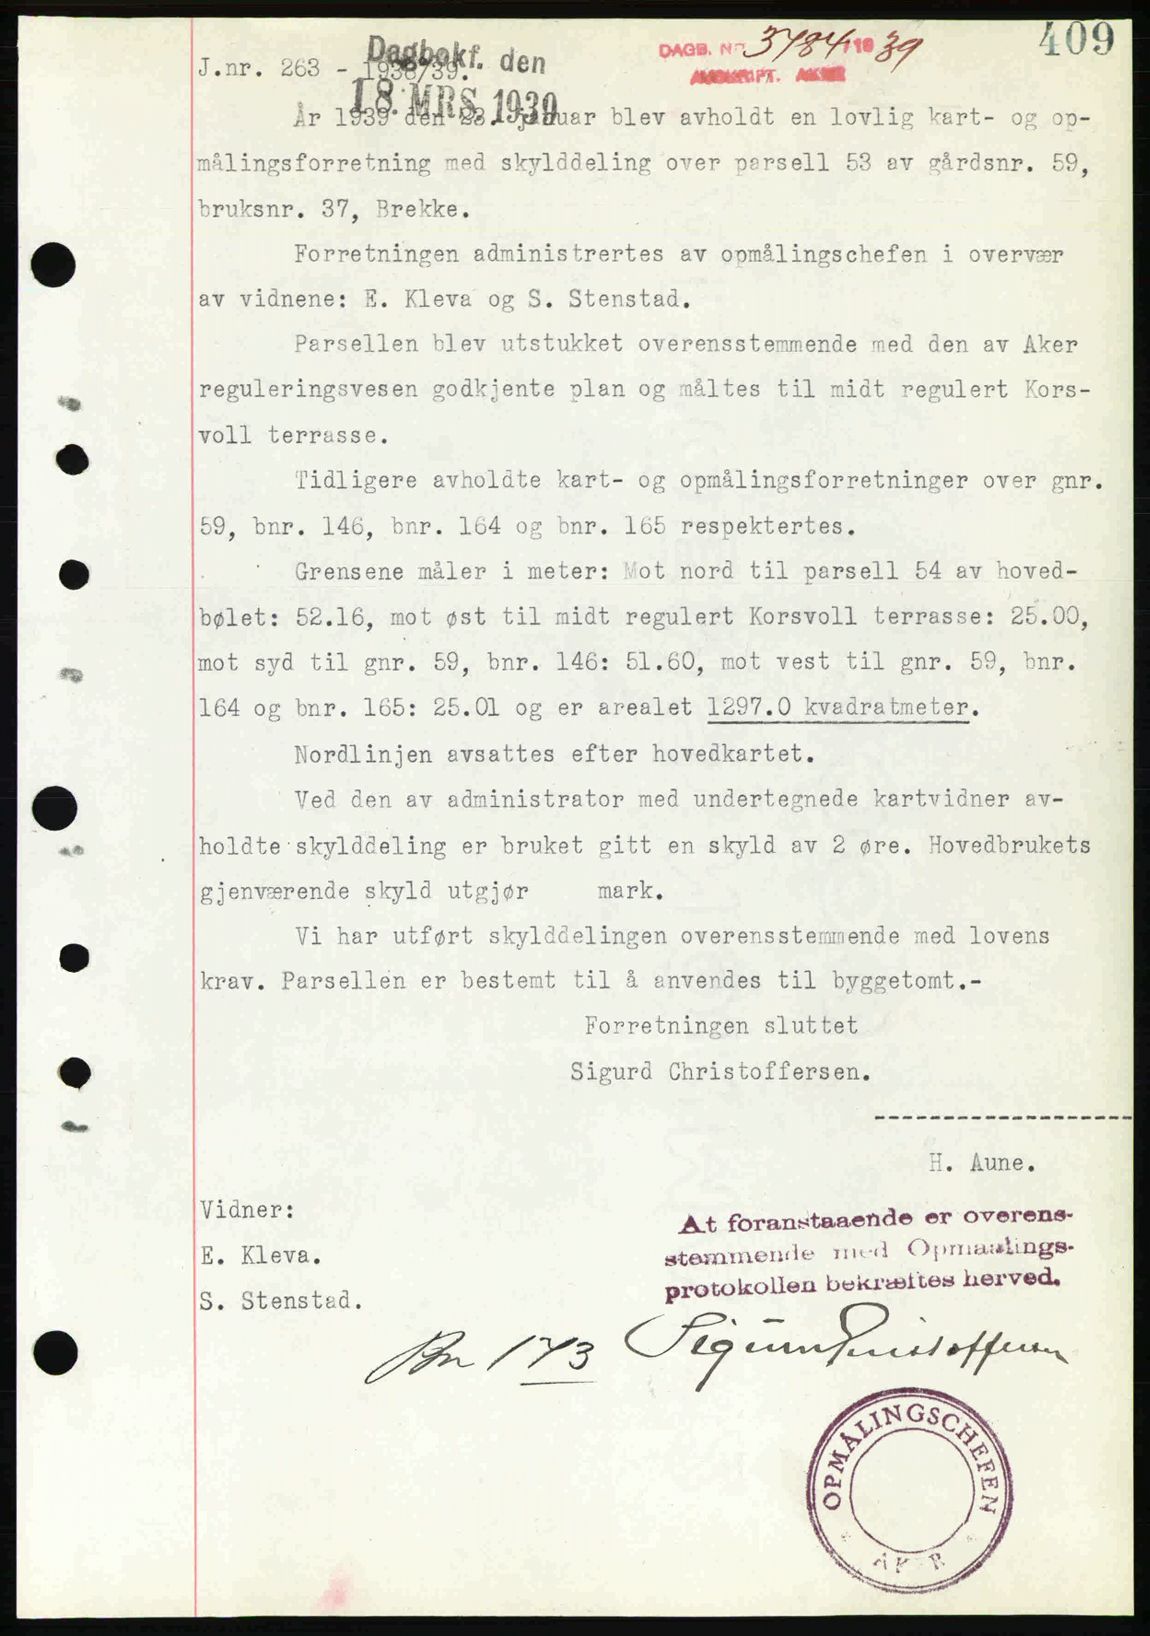 409
DAGB. Nr. 3784/1939
AVSKRIFT. AKER
Dagbokf. den
J.nr. 263 - 1938/39.
18. MRS. 1939
År 1939 den 23. januar blev avholdt en lovlig kart- og op-
målingsforretning med skylddeling over parsell 53 av gårdsnr. 59,
bruksnr. 37, Brekke.
Forretningen administrertes av opmålingschefen i overvær
av vidnene: E. Kleva og S. Stenstad.
Parsellen blev utstukket overensstemmende med den av Aker
reguleringsvesen godkjente plan og måltes til midt regulert Kors-
voll terrasse.
Tidligere avholdte kart- og opmålingsforretninger over gnr.
59, bnr. 146, bnr. 164 og bnr. 165 respektertes.
Grensene måler i meter: Mot nord til parsell 54 av hoved-
bølet: 52.16, mot øst til midt regulert Korsvoll terrasse: 25.00,
mot syd til gnr. 59, bnr. 146: 51.60, mot vest til gnr. 59, bnr.
164 og bnr. 165: 25.01 og er arealet 1297.0 kvadratmeter.
Nordlinjen avsattes efter hovedkartet.
Ved den av administrator med undertegnede kartvidner av-
holdte skylddeling er bruket gitt en skyld av 2 øre. Hovedbrukets
gjenværende skyld utgjør mark.
Vi har utført skylddelingen overensstemmende med lovens
krav. Parsellen er bestemt til å anvendes til byggetomt.-
Forretningen sluttet
Sigurd Christoffersen.
H. Aune.
Vidner:
E. Kleva.
S. Stenstad.
At foranstaaende er overens-
stemmende med Opmaalings-
protokollen bekræftes herved.
Bn 173
Sigurd Christoffersen
OPMÅLINGSCHEFEN
AKER